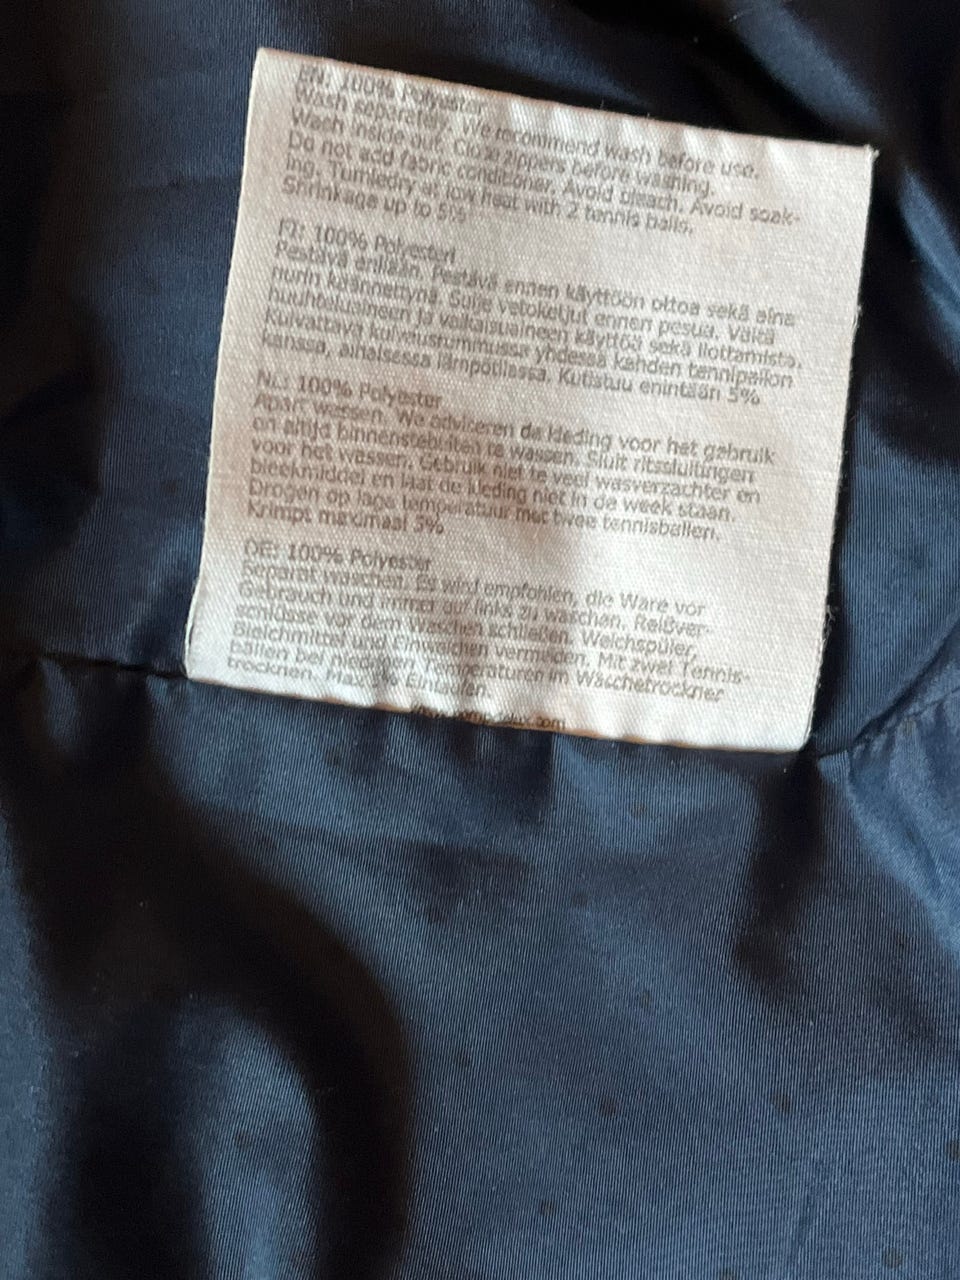 EN: 100% Polyester
Wash separately. We recommend wash before use.
Wash inside out. Close zippers before washing.
Do not add fabric conditioner. Avoid bleach. Avoid soak-
ing. Tumledry at low heat with 2 tennis balls.
Shrinkage up to 5%
FI: 100% Polyesteri
Pestävä erillään. Pestävä ennen käyttöön ottoa sekä aina
nurin käännettynä. Sulje vetoketjut ennen pesua. Vältä
huuhteluaineen ja valkaisuaineen käyttöä sekä liottamista.
Kuivattava kuivausrummussa yhdessä kahden tennispallon
kanssa, alhaisessa lämpötilassa. Kutistuu enintään 5%
NL: 100% Polyester
Apart wassen. We adviseren de kleding voor het gebruik
en altijd binnenstebuiten te wassen. Sluit ritssluitingen
voor het wassen. Gebruik niet te veel wasverzachter en
bleekmiddel en laat de kleding niet in de week staan.
Drogen op lage temperatuur met twee tennisballen.
Krimpt maximaal 5%
DE: 100% Polyester
Separat waschen. Es wird empfohlen, die Ware vor
Gebrauch und immer auf links zu waschen. Reißver-
schlüsse vor dem Waschen schließen. Weichspüler,
Bleichmittel und Einweichen vermeiden. Mit zwei Tennis-
bällen bei niedrigen Temperaturen im Wäschetrockner
trocknen. Max. 5% Einlaufen.